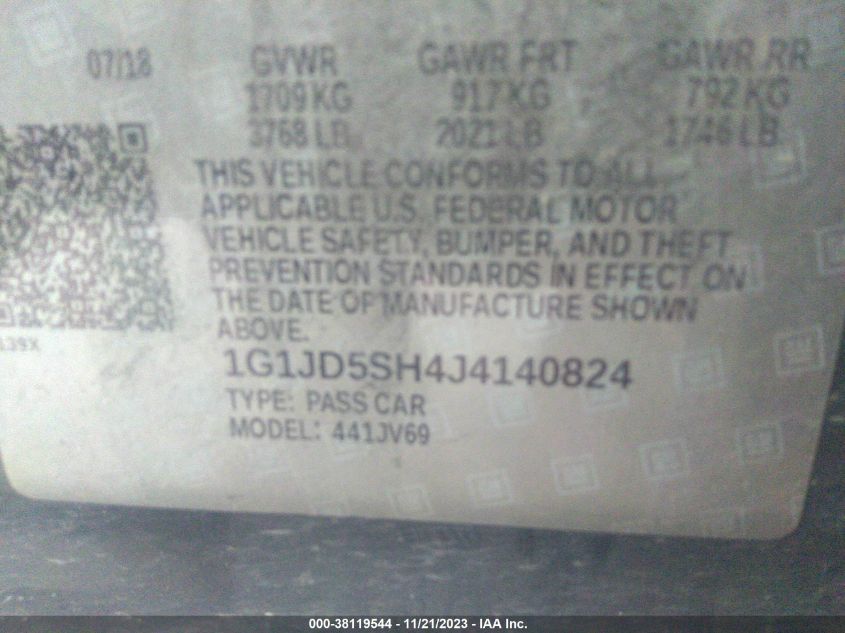 07/18 GVWR GAWR FRT GAWR RR
1709 KG 917 KG 792 KG
3768 LB 2021 LB 1746 LB
THIS VEHICLE CONFORMS TO ALL
APPLICABLE U.S. FEDERAL MOTOR
VEHICLE SAFETY, BUMPER, AND THEFT
PREVENTION STANDARDS IN EFFECT ON
THE DATE OF MANUFACTURE SHOWN
ABOVE.
139X
1G1JD5SH4J4140824
TYPE: PASS CAR
MODEL: 441JV69
000-38119544 - 11/21/2023 - IAA Inc.